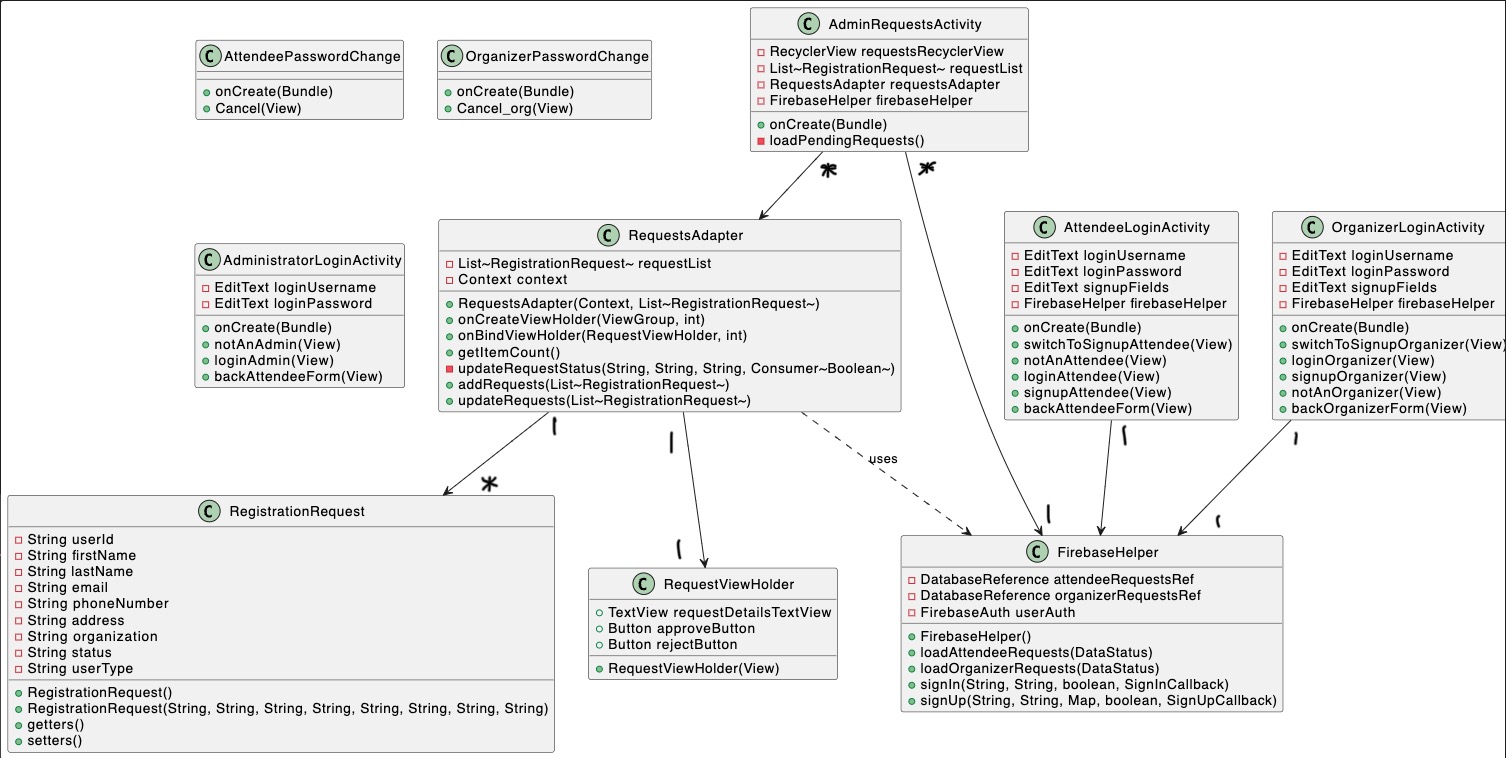 C AttendeePasswordChange
onCreate(Bundle)
Cancel(View)
C OrganizerPasswordChange
onCreate(Bundle)
Cancel_org(View)
C AdminRequestsActivity
RecyclerView requestsRecyclerView
List~RegistrationRequest~ requestList
RequestsAdapter requestsAdapter
FirebaseHelper firebaseHelper
onCreate(Bundle)
loadPendingRequests()
* *
C AdministratorLoginActivity
EditText loginUsername
EditText loginPassword
onCreate(Bundle)
notAnAdmin(View)
loginAdmin(View)
backAttendeeForm(View)
C RequestsAdapter
List~RegistrationRequest~ requestList
Context context
RequestsAdapter(Context, List~RegistrationRequest~)
onCreateViewHolder(ViewGroup, int)
onBindViewHolder(RequestViewHolder, int)
getItemCount()
updateRequestStatus(String, String, String, Consumer~Boolean~)
addRequests(List~RegistrationRequest~)
updateRequests(List~RegistrationRequest~)
C AttendeeLoginActivity
EditText loginUsername
EditText loginPassword
EditText signupFields
FirebaseHelper firebaseHelper
onCreate(Bundle)
switchToSignupAttendee(View)
notAnAttendee(View)
loginAttendee(View)
signupAttendee(View)
backAttendeeForm(View)
C OrganizerLoginActivity
EditText loginUsername
EditText loginPassword
EditText signupFields
FirebaseHelper firebaseHelper
onCreate(Bundle)
switchToSignupOrganizer(View)
loginOrganizer(View)
signupOrganizer(View)
notAnOrganizer(View)
backOrganizerForm(View)
1 1 1 1
uses
* 1 1 1
C RegistrationRequest
String userId
String firstName
String lastName
String email
String phoneNumber
String address
String organization
String status
String userType
RegistrationRequest()
RegistrationRequest(String, String, String, String, String, String, String, String)
getters()
setters()
C RequestViewHolder
TextView requestDetailsTextView
Button approveButton
Button rejectButton
RequestViewHolder(View)
C FirebaseHelper
DatabaseReference attendeeRequestsRef
DatabaseReference organizerRequestsRef
FirebaseAuth userAuth
FirebaseHelper()
loadAttendeeRequests(DataStatus)
loadOrganizerRequests(DataStatus)
signIn(String, String, boolean, SignInCallback)
signUp(String, String, Map, boolean, SignUpCallback)